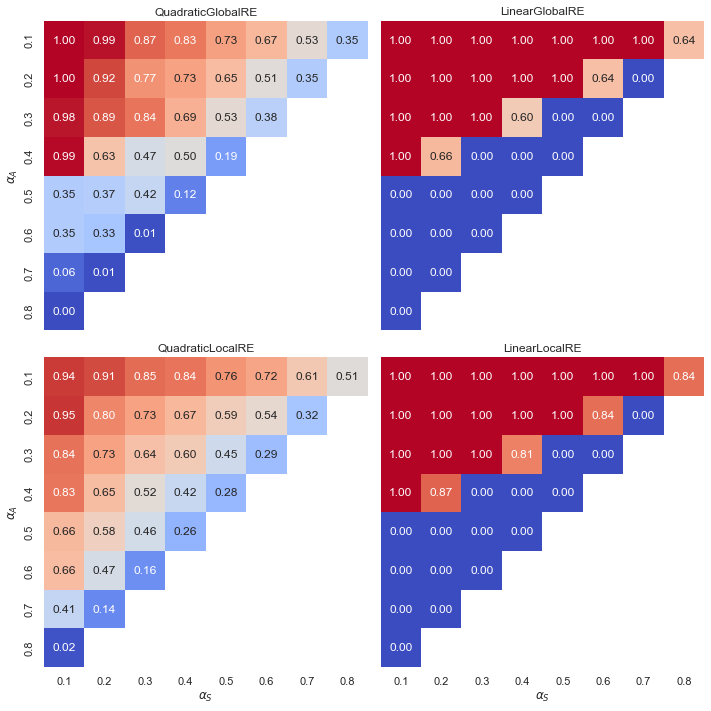 QuadraticGlobalRE LinearGlobalRE
0.1 1.00 0.99 0.87 0.83 0.73 0.67 0.53 0.35 1.00 1.00 1.00 1.00 1.00 1.00 1.00 0.64
0.2 1.00 0.92 0.77 0.73 0.65 0.51 0.35 1.00 1.00 1.00 1.00 1.00 0.64 0.00
0.3 0.98 0.89 0.84 0.69 0.53 0.38 1.00 1.00 1.00 0.60 0.00 0.00
0.4 0.99 0.63 0.47 0.50 0.19 1.00 0.66 0.00 0.00 0.00
α_A
0.5 0.35 0.37 0.42 0.12 0.00 0.00 0.00 0.00
0.6 0.35 0.33 0.01 0.00 0.00 0.00
0.7 0.06 0.01 0.00 0.00
0.8 0.00 0.00
QuadraticLocalRE LinearLocalRE
0.1 0.94 0.91 0.85 0.84 0.76 0.72 0.61 0.51 1.00 1.00 1.00 1.00 1.00 1.00 1.00 0.84
0.2 0.95 0.80 0.73 0.67 0.59 0.54 0.32 1.00 1.00 1.00 1.00 1.00 0.84 0.00
0.3 0.84 0.73 0.64 0.60 0.45 0.29 1.00 1.00 1.00 0.81 0.00 0.00
0.4 0.83 0.65 0.52 0.42 0.28 1.00 0.87 0.00 0.00 0.00
α_A
0.5 0.66 0.58 0.46 0.26 0.00 0.00 0.00 0.00
0.6 0.66 0.47 0.16 0.00 0.00 0.00
0.7 0.41 0.14 0.00 0.00
0.8 0.02 0.00
0.1 0.2 0.3 0.4 0.5 0.6 0.7 0.8 0.1 0.2 0.3 0.4 0.5 0.6 0.7 0.8
α_S α_S